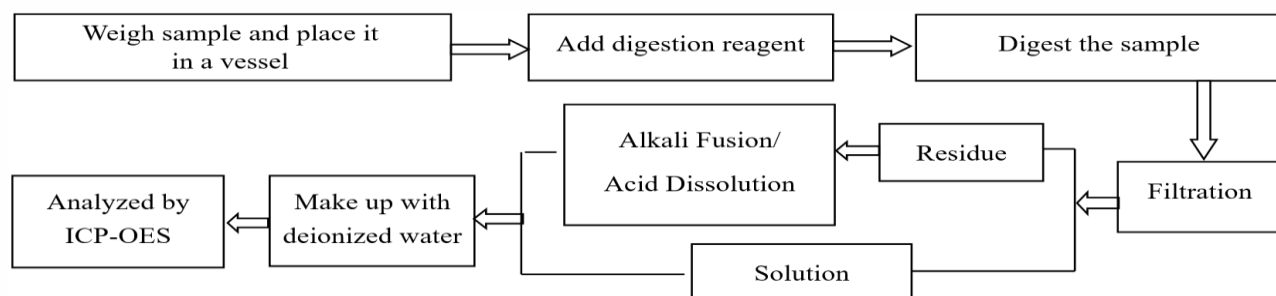 Weigh sample and place it
in a vessel
Add digestion reagent
Digest the sample
Filtration
Residue
Alkali Fusion/
Acid Dissolution
Solution
Make up with
deionized water
Analyzed by
ICP-OES